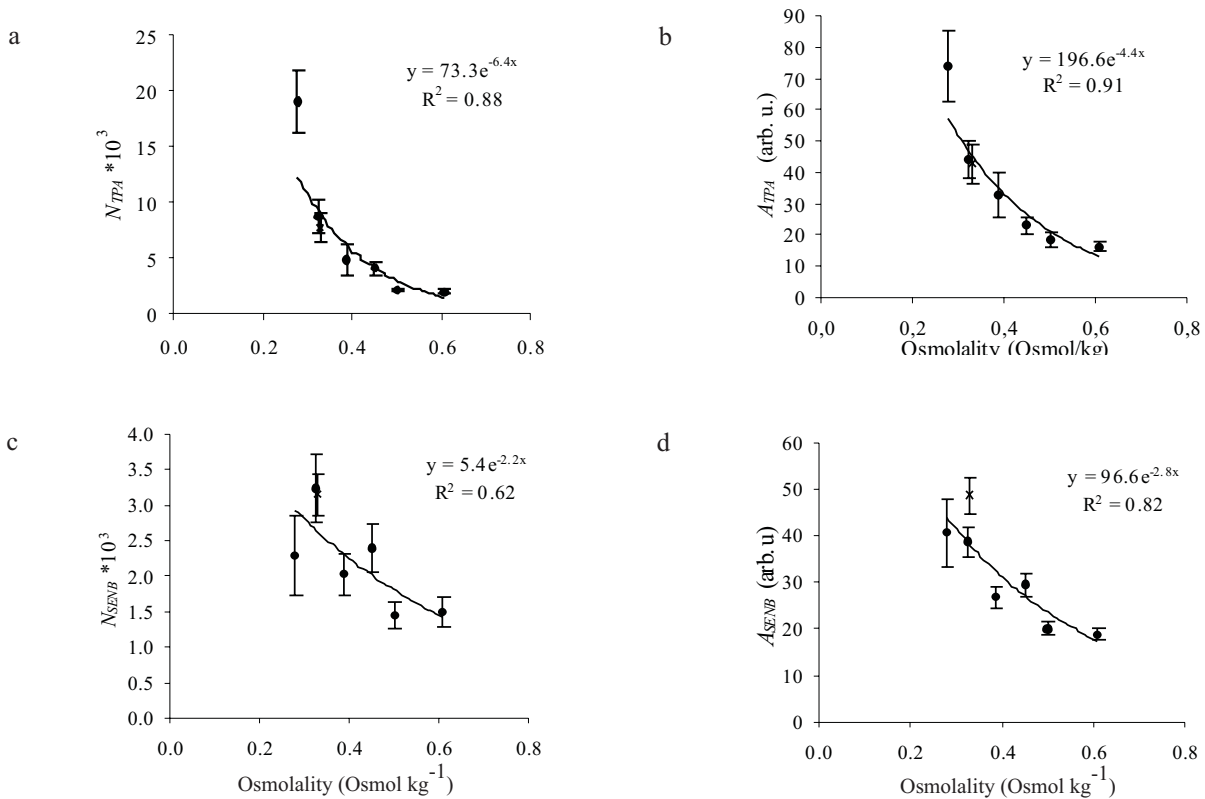 a
25
20
15
10
5
0
N_TPA *10^3
y = 73.3e^-6.4x
R^2 = 0.88
0.0 0.2 0.4 0.6 0.8
b
90
80
70
60
50
40
30
20
10
0
A_TPA (arb. u.)
y = 196.6e^-4.4x
R^2 = 0.91
0,0 0,2 0,4 0,6 0,8
Osmolality (Osmol/kg)
c
4.0
3.5
3.0
2.5
2.0
1.5
1.0
0.5
0.0
N_SENB *10^3
y = 5.4e^-2.2x
R^2 = 0.62
0.0 0.2 0.4 0.6 0.8
Osmolality (Osmol kg^-1)
d
60
50
40
30
20
10
0
A_SENB (arb.u)
y = 96.6e^-2.8x
R^2 = 0.82
0.0 0.2 0.4 0.6 0.8
Osmolality (Osmol kg^-1)